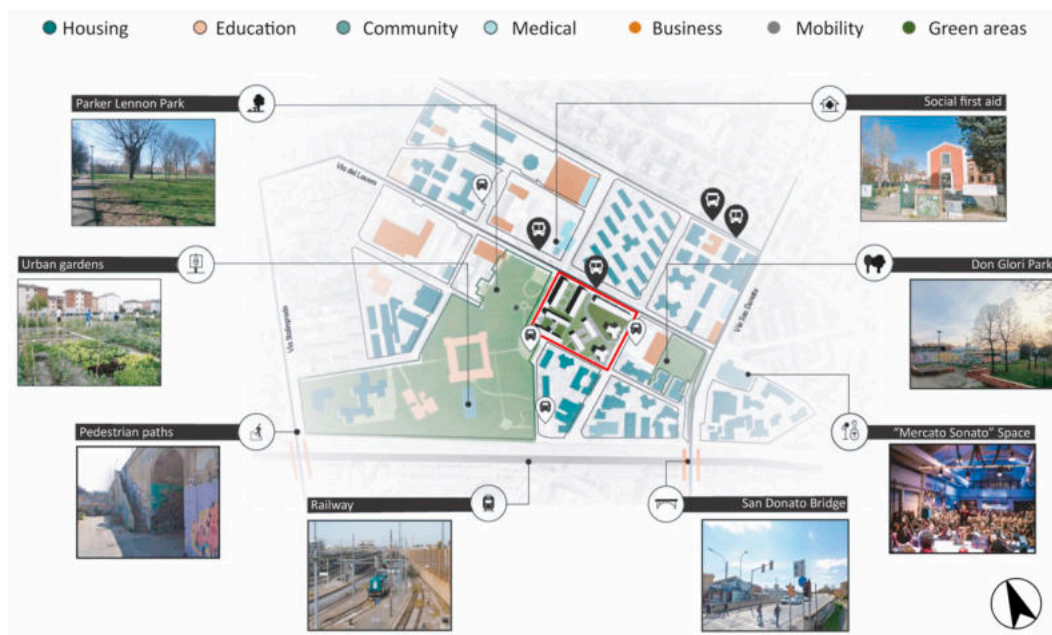 Housing
Education
Community
Medical
Business
Mobility
Green areas
Parker Lennon Park
Social first aid
Via del Lavoro
Urban gardens
Don Glori Park
Via Stalingrado
Via San Donato
Pedestrian paths
"Mercato Sonato" Space
Railway
San Donato Bridge